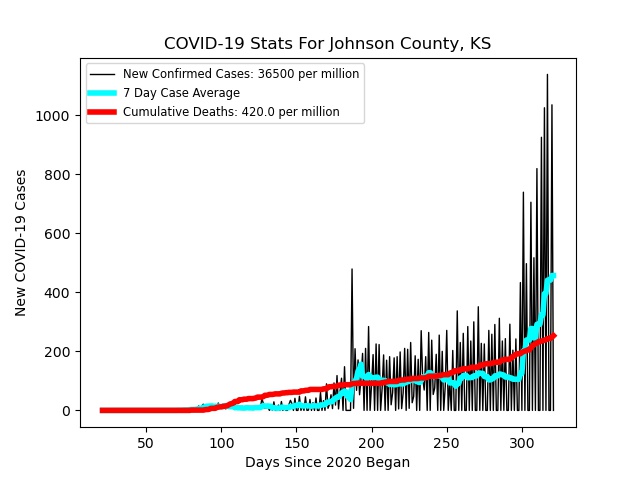 COVID-19 Stats For Johnson County, KS
New Confirmed Cases: 36500 per million
7 Day Case Average
Cumulative Deaths: 420.0 per million
New COVID-19 Cases
1000
800
600
400
200
0
50 100 150 200 250 300
Days Since 2020 Began